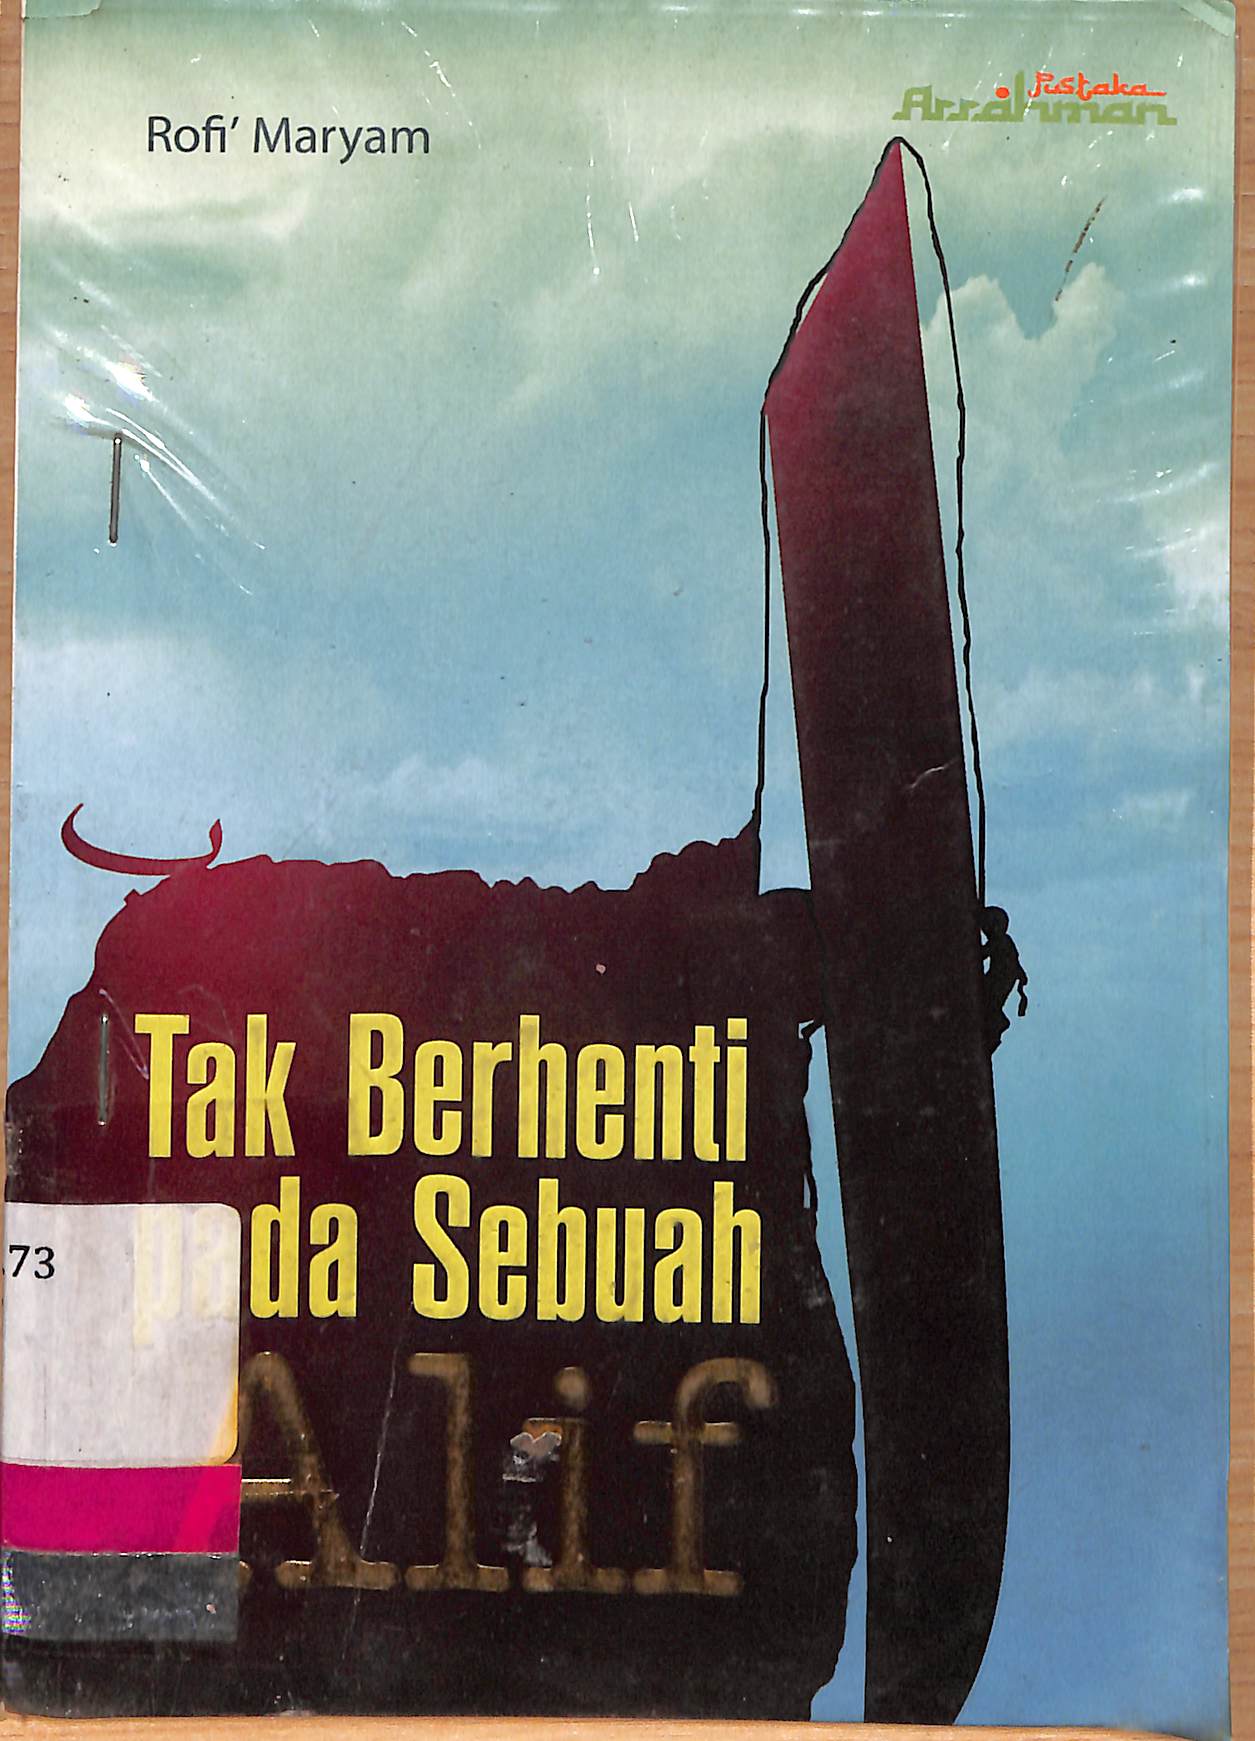 Rofi' Maryam
Pustaka
Arrahman
ب
Tak Berhenti
pada Sebuah
73
Alif